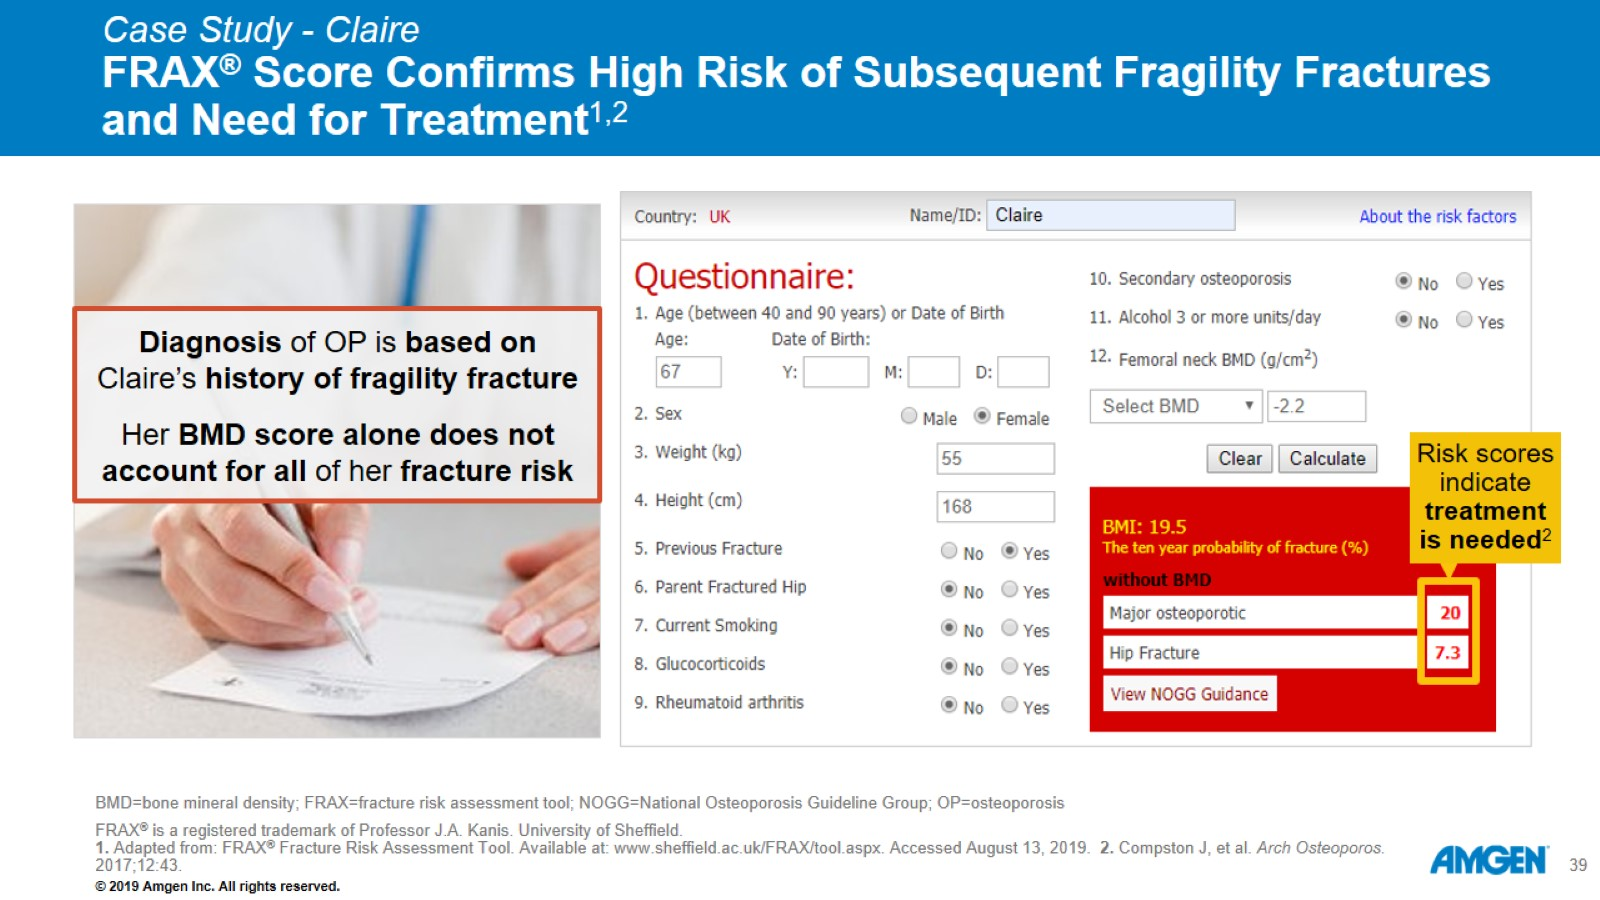 Case Study - Claire
FRAX® Score Confirms High Risk of Subsequent Fragility Fractures
and Need for Treatment1,2
Diagnosis of OP is based on
Claire's history of fragility fracture
Her BMD score alone does not
account for all of her fracture risk
Country: UK
Name/ID: Claire
About the risk factors
Questionnaire:
1. Age (between 40 and 90 years) or Date of Birth
Age: Date of Birth:
67 Y: M: D:
2. Sex Male Female
3. Weight (kg) 55
4. Height (cm) 168
5. Previous Fracture No Yes
6. Parent Fractured Hip No Yes
7. Current Smoking No Yes
8. Glucocorticoids No Yes
9. Rheumatoid arthritis No Yes
10. Secondary osteoporosis No Yes
11. Alcohol 3 or more units/day No Yes
12. Femoral neck BMD (g/cm2)
Select BMD -2.2
Clear Calculate
Risk scores
indicate
treatment
is needed2
BMI: 19.5
The ten year probability of fracture (%)
without BMD
Major osteoporotic 20
Hip Fracture 7.3
View NOGG Guidance
BMD=bone mineral density; FRAX=fracture risk assessment tool; NOGG=National Osteoporosis Guideline Group; OP=osteoporosis
FRAX® is a registered trademark of Professor J.A. Kanis. University of Sheffield.
1. Adapted from: FRAX® Fracture Risk Assessment Tool. Available at: www.sheffield.ac.uk/FRAX/tool.aspx. Accessed August 13, 2019. 2. Compston J, et al. Arch Osteoporos.
2017;12:43.
© 2019 Amgen Inc. All rights reserved.
AMGEN®
39